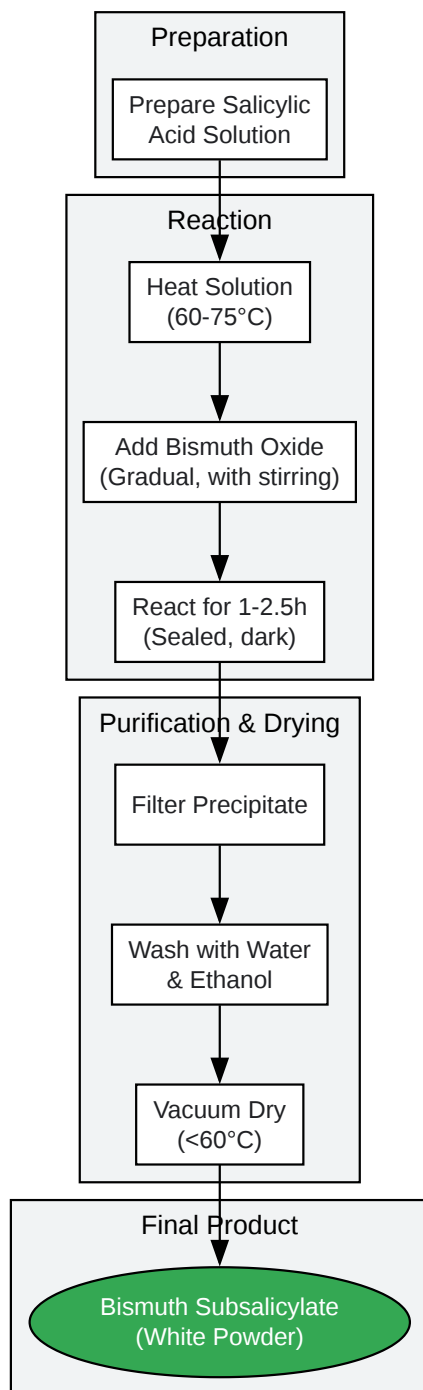 Preparation
Prepare Salicylic
Acid Solution
Reaction
Heat Solution
(60-75°C)
Add Bismuth Oxide
(Gradual, with stirring)
React for 1-2.5h
(Sealed, dark)
Purification & Drying
Filter Precipitate
Wash with Water
& Ethanol
Vacuum Dry
(<60°C)
Final Product
Bismuth Subsalicylate
(White Powder)